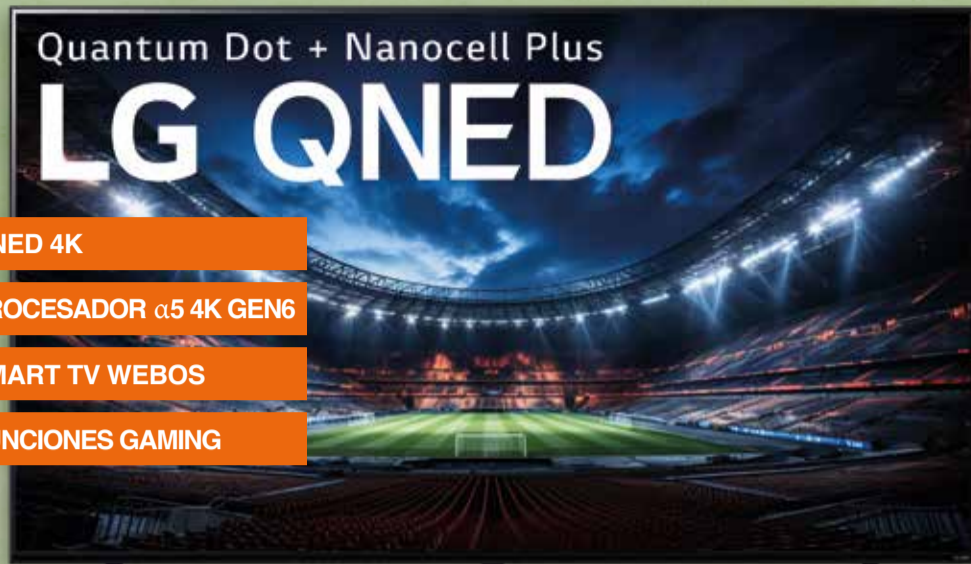 Quantum Dot + Nanocell Plus
LG QNED
NED 4K
ROCESADOR α5 4K GEN6
MART TV WEBOS
UNCIONES GAMING